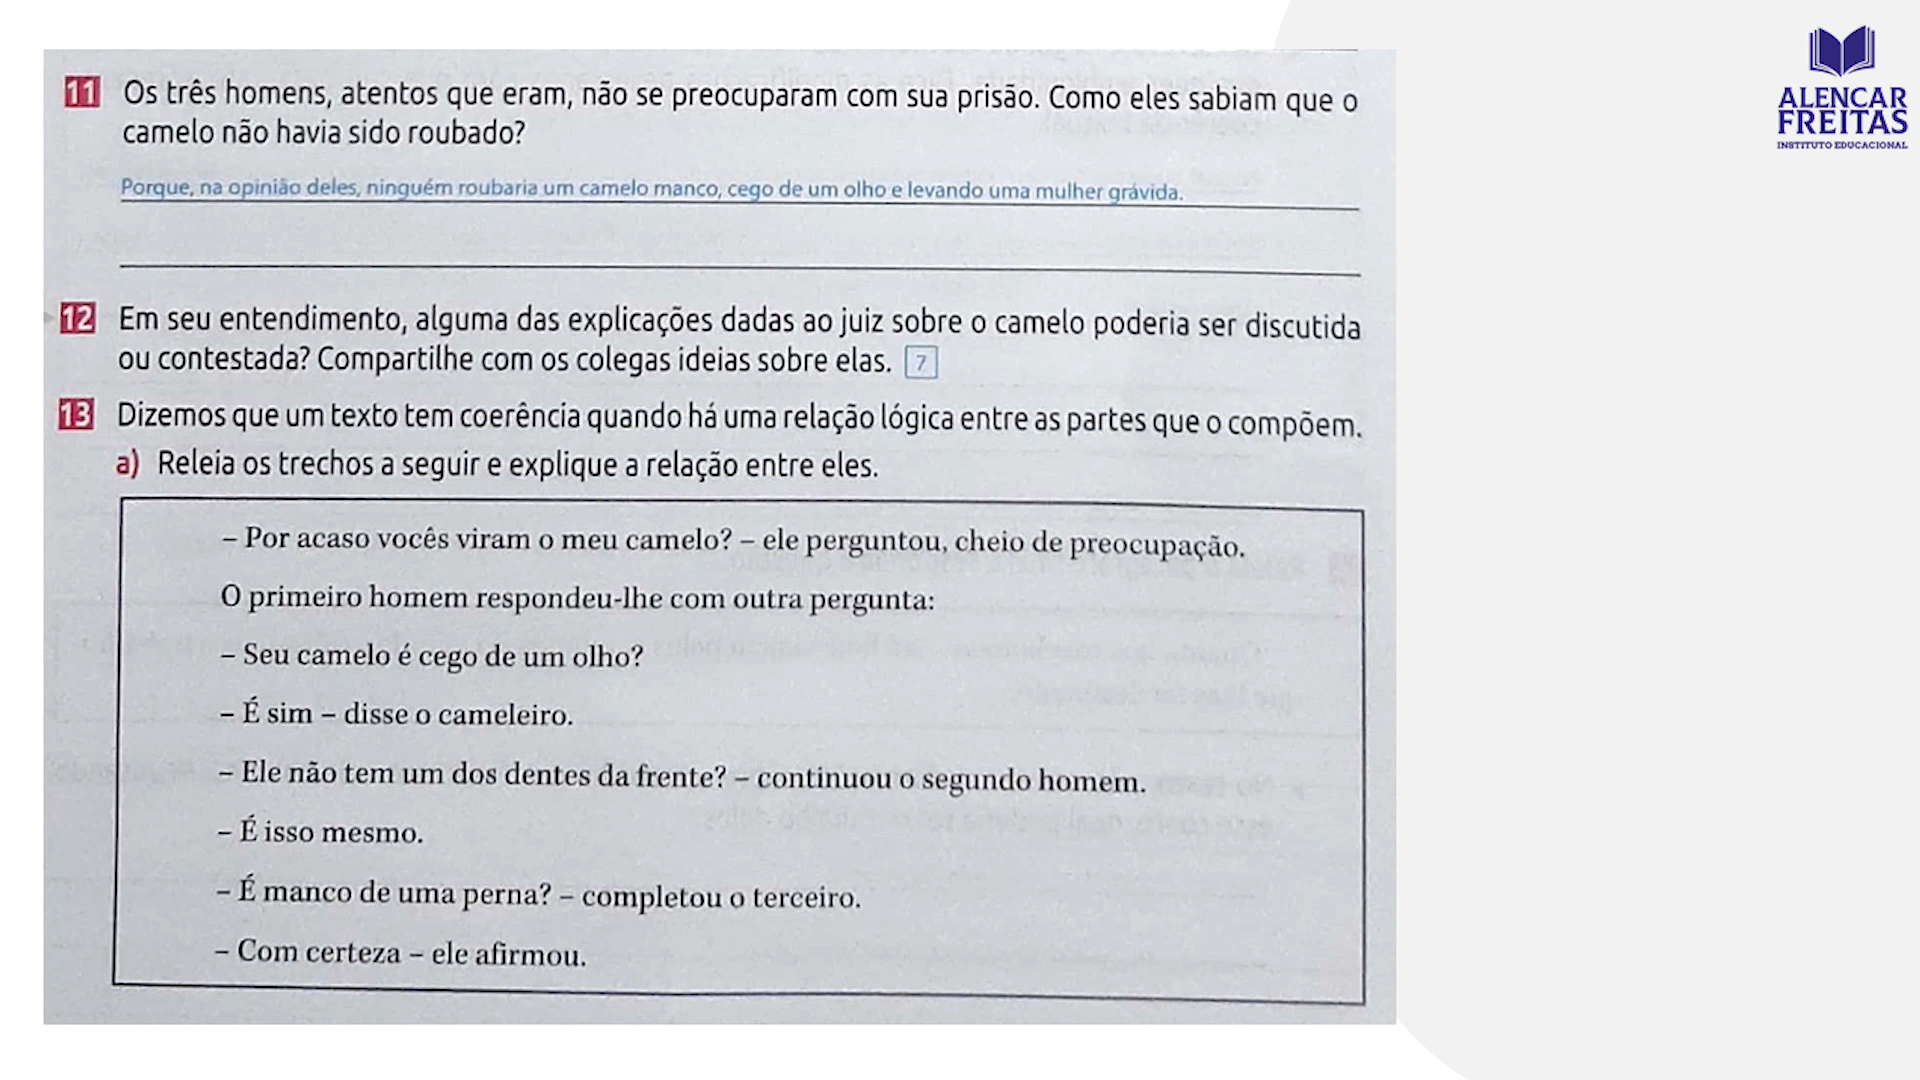 ALENCAR
FREITAS
INSTITUTO EDUCACIONAL
11 Os três homens, atentos que eram, não se preocuparam com sua prisão. Como eles sabiam que o
camelo não havia sido roubado?
Porque, na opinião deles, ninguém roubaria um camelo manco, cego de um olho e levando uma mulher grávida.
12 Em seu entendimento, alguma das explicações dadas ao juiz sobre o camelo poderia ser discutida
ou contestada? Compartilhe com os colegas ideias sobre elas. 7
13 Dizemos que um texto tem coerência quando há uma relação lógica entre as partes que o compõem.
a) Releia os trechos a seguir e explique a relação entre eles.
– Por acaso vocês viram o meu camelo? – ele perguntou, cheio de preocupação.
O primeiro homem respondeu-lhe com outra pergunta:
– Seu camelo é cego de um olho?
– É sim – disse o cameleiro.
– Ele não tem um dos dentes da frente? – continuou o segundo homem.
– É isso mesmo.
– É manco de uma perna? – completou o terceiro.
– Com certeza – ele afirmou.